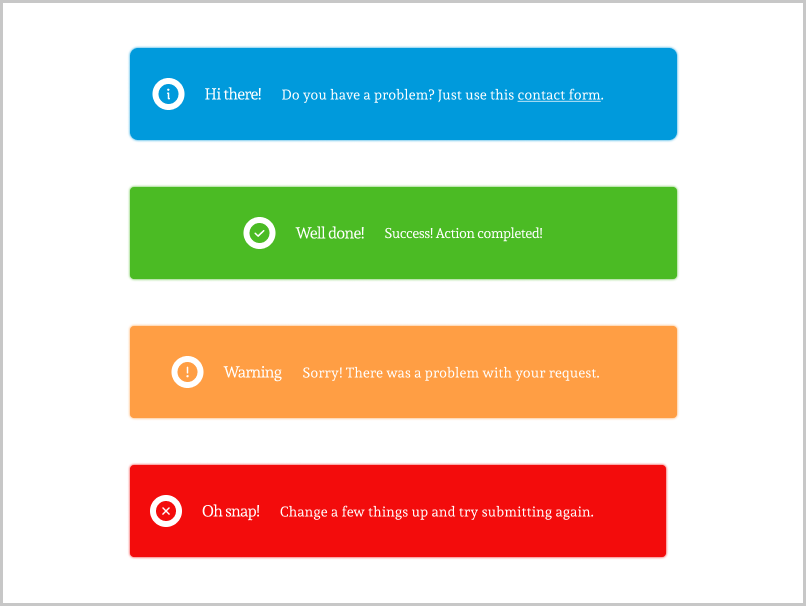 i Hi there! Do you have a problem? Just use this contact form.
Well done! Success! Action completed!
! Warning Sorry! There was a problem with your request.
Oh snap! Change a few things up and try submitting again.